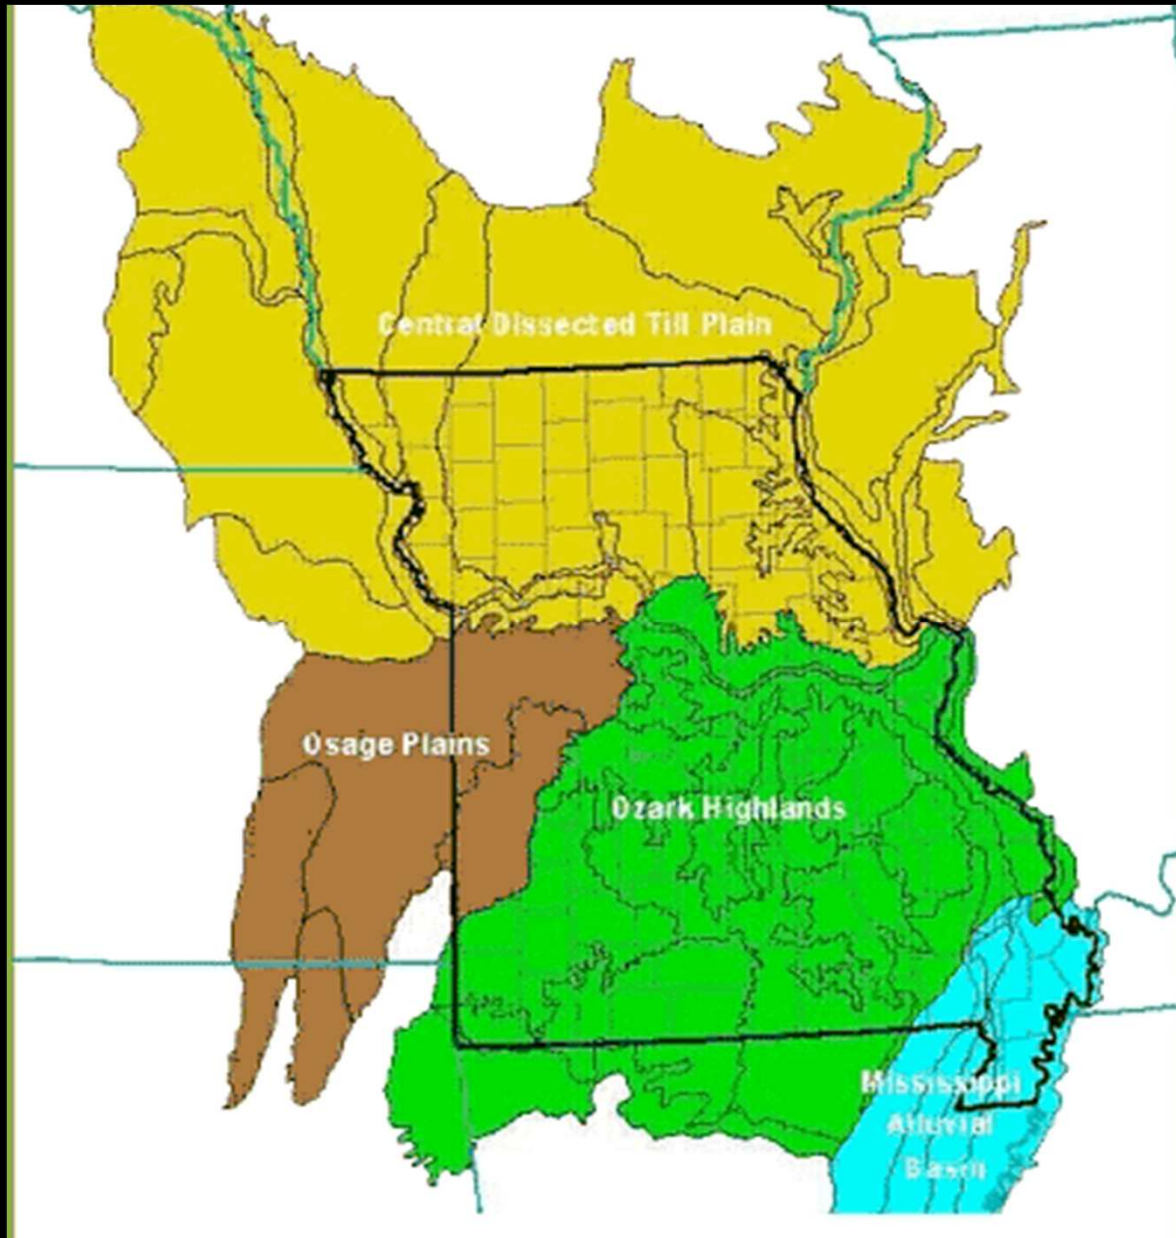 Central Dissected Till Plain
Osage Plains
Ozark Highlands
Mississippi
Alluvial
Basin